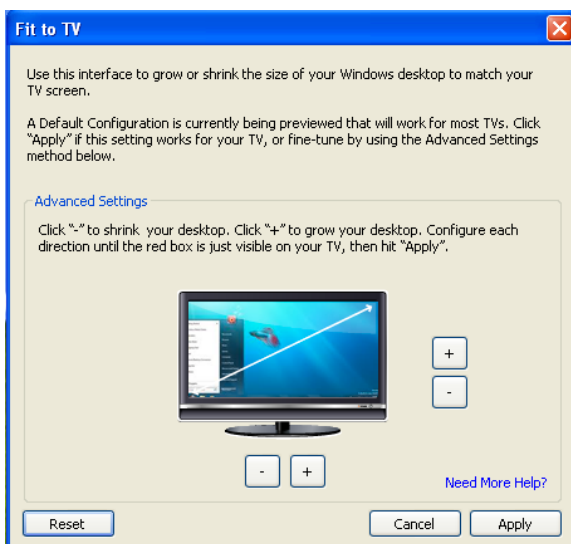 Fit to TV
Use this interface to grow or shrink the size of your Windows desktop to match your
TV screen.
A Default Configuration is currently being previewed that will work for most TVs. Click
“Apply” if this setting works for your TV, or fine-tune by using the Advanced Settings
method below.
Advanced Settings
Click “-” to shrink your desktop. Click “+” to grow your desktop. Configure each
direction until the red box is just visible on your TV, then hit “Apply”.
+
-
- +
Need More Help?
Reset Cancel Apply